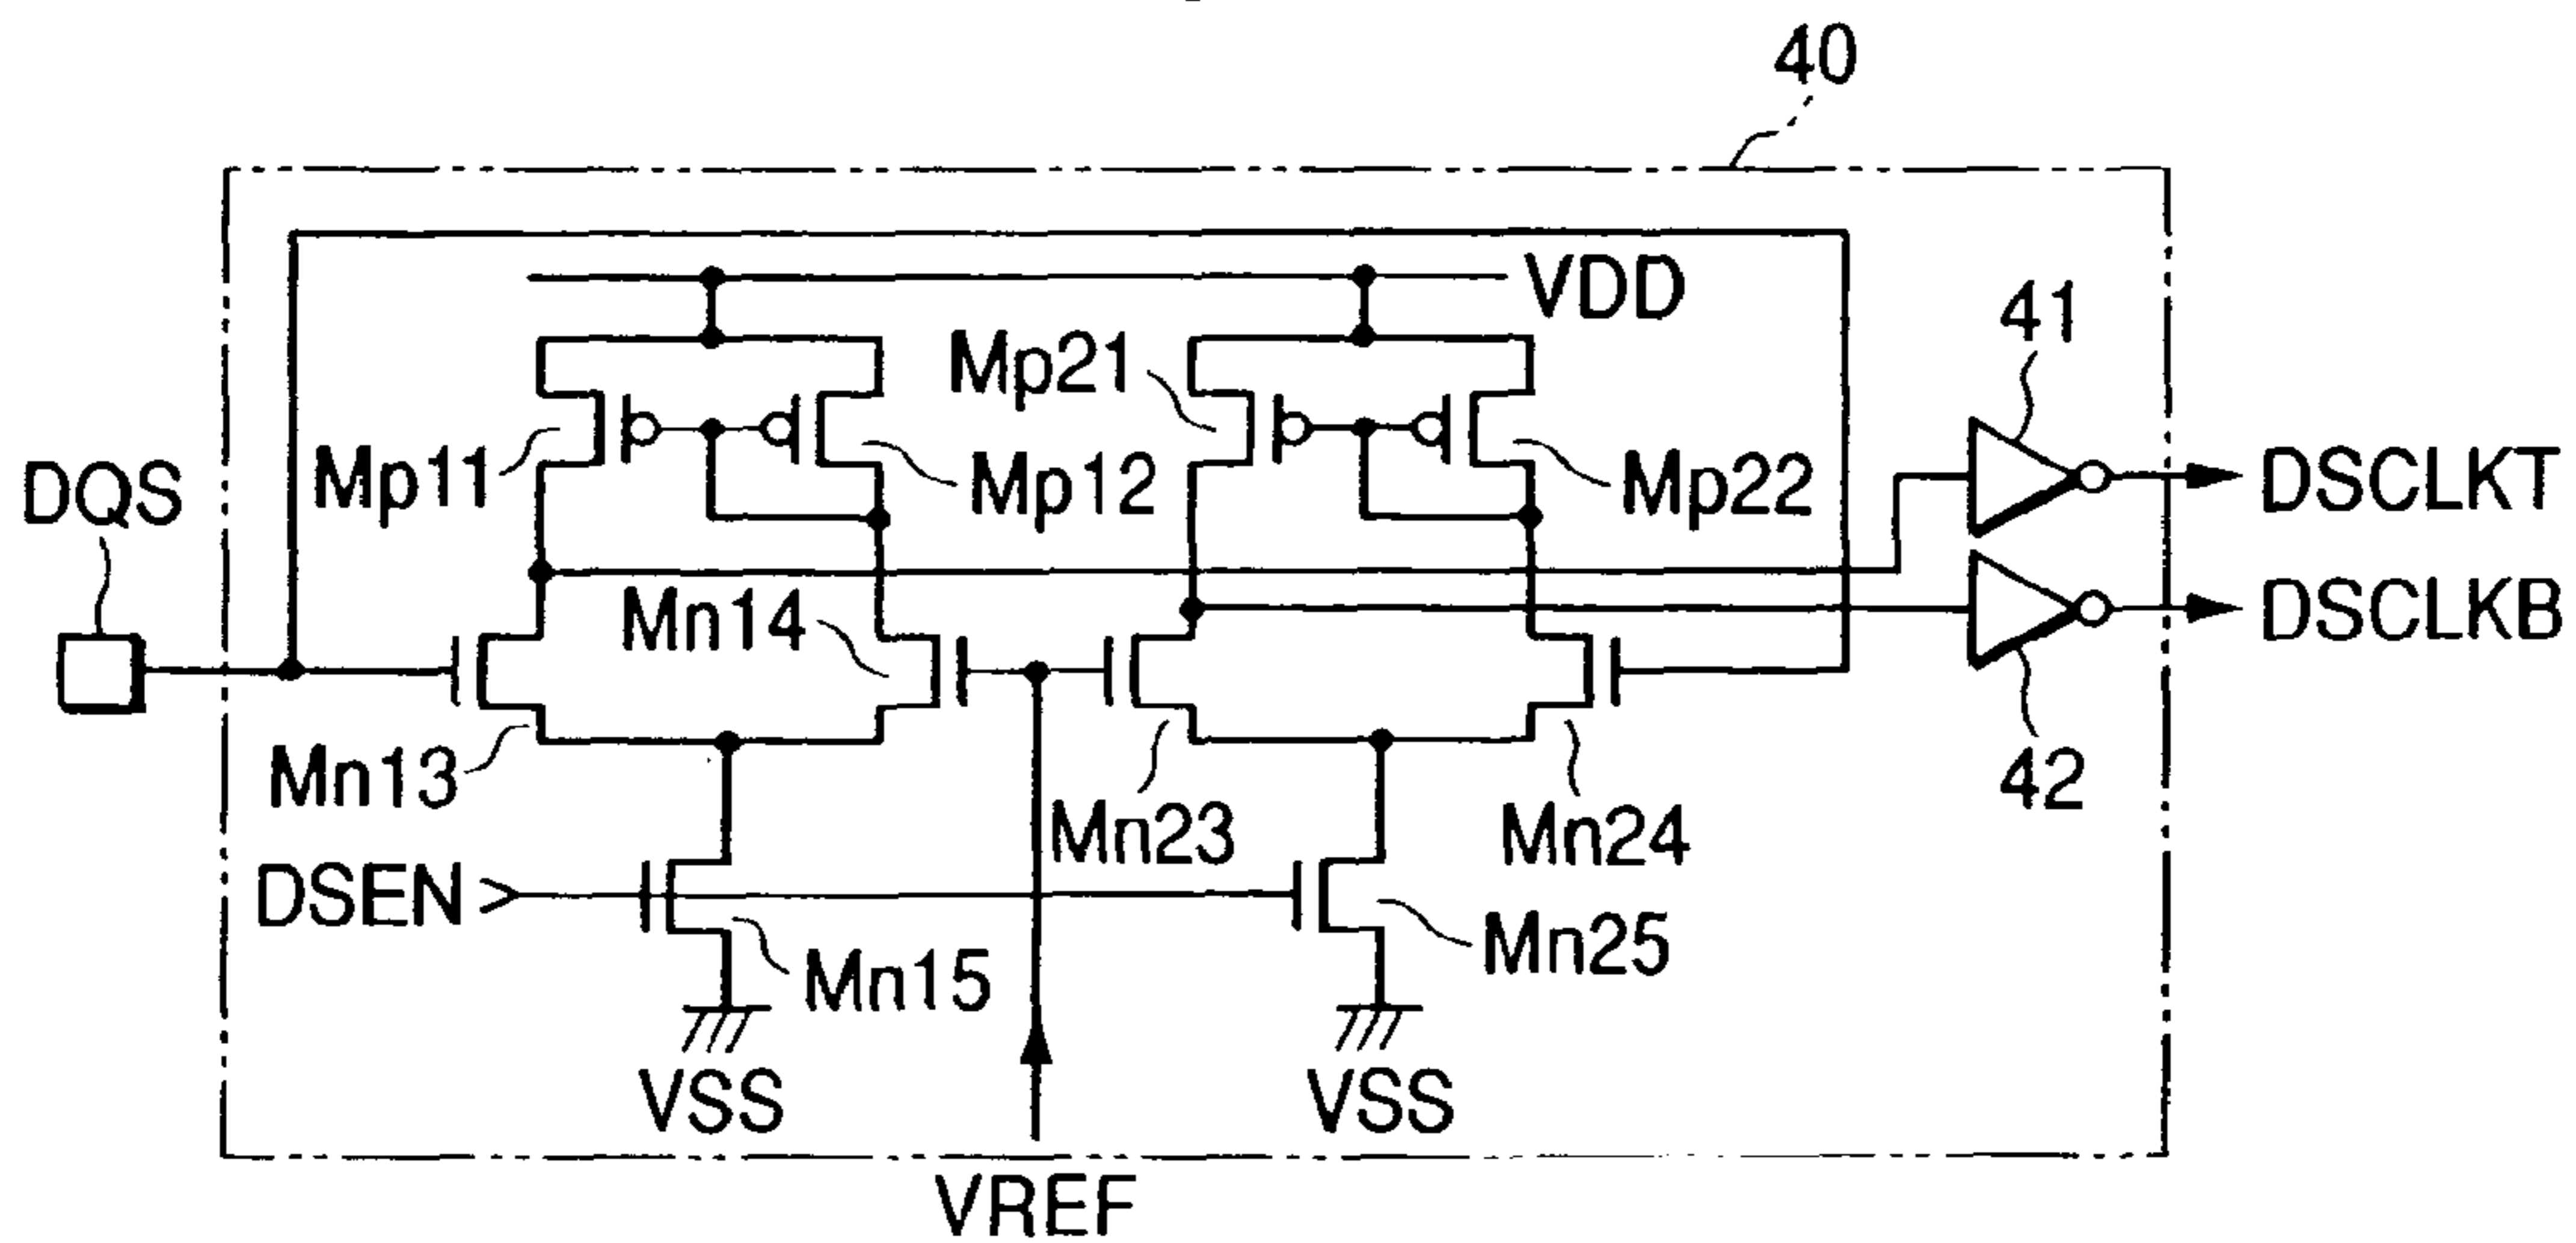 40
VDD
41
Mp21
Mp11
Mp12
Mp22
DQS
DSCLKT
Mn14
DSCLKB
Mn13
42
Mn23
Mn24
DSEN
Mn15
Mn25
VSS
VSS
VREF